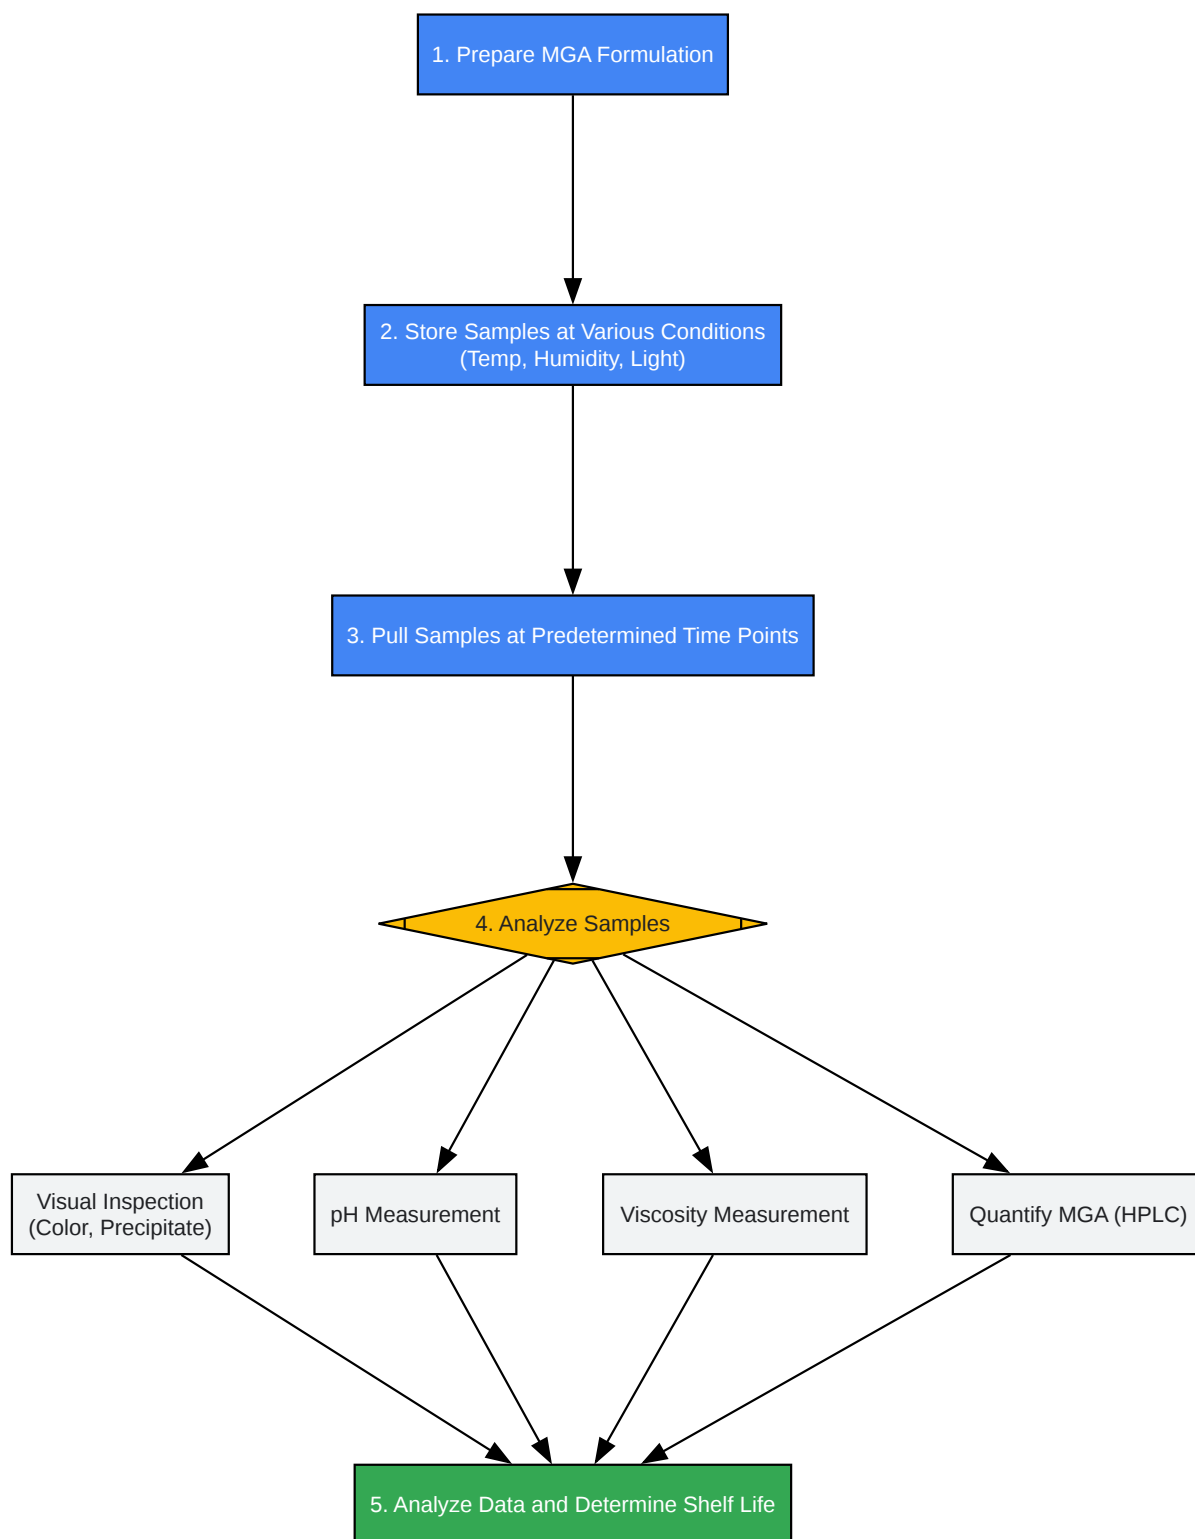 1. Prepare MGA Formulation
2. Store Samples at Various Conditions
(Temp, Humidity, Light)
3. Pull Samples at Predetermined Time Points
4. Analyze Samples
Visual Inspection
(Color, Precipitate)
pH Measurement
Viscosity Measurement
Quantify MGA (HPLC)
5. Analyze Data and Determine Shelf Life